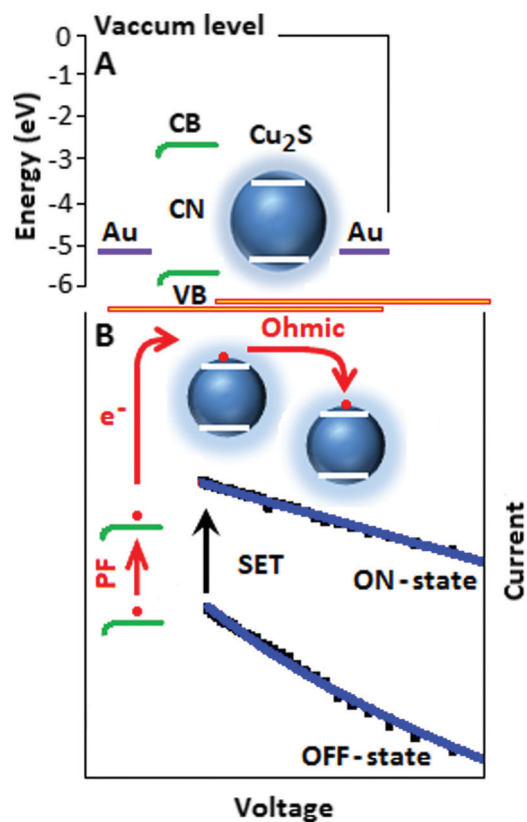 Vaccum level
A
0
-1
-2
-3
-4
-5
-6
Energy (eV)
CB
Cu2S
CN
Au
Au
VB
B
Ohmic
e-
PF
SET
ON-state
OFF-state
Current
Voltage